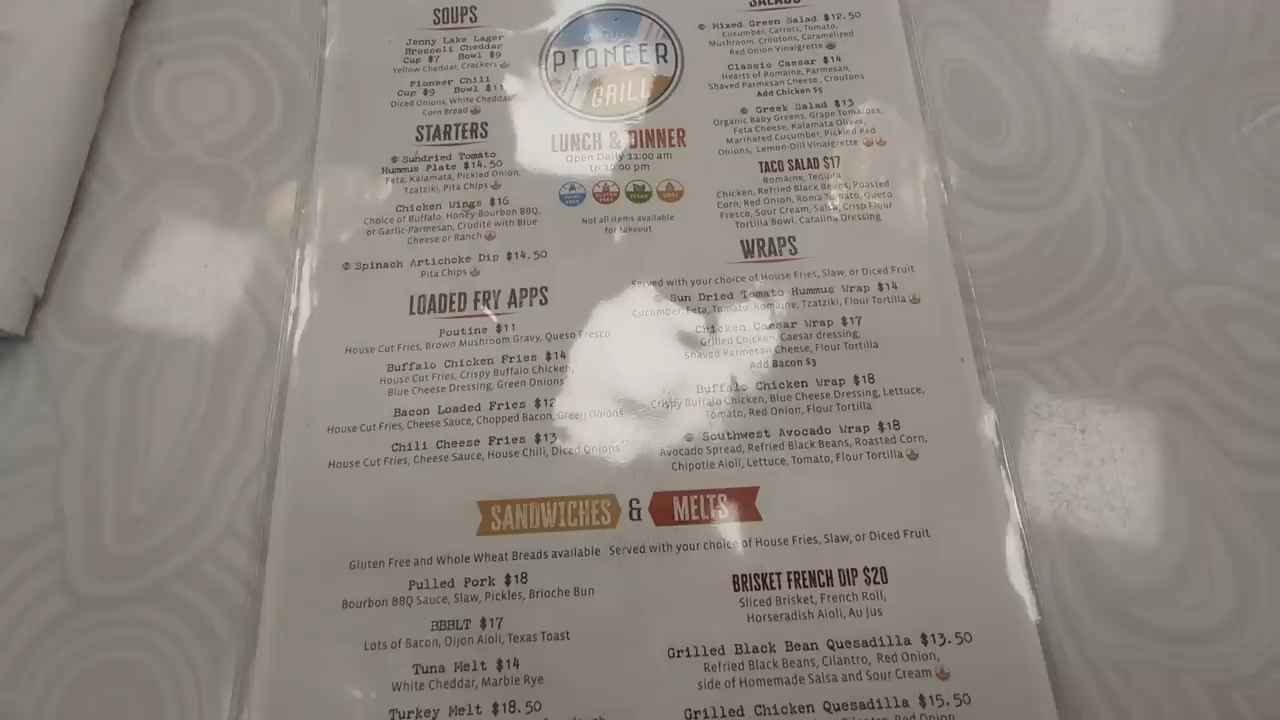 SOUPS
Jenny Lake Lager
Broccoli Cheddar
Cup $7 Bowl $9
Yellow Cheddar, Crackers
Pioneer Chili
Cup $9 Bowl $11
Diced Onions, White Cheddar
Corn Bread
STARTERS
Sundried Tomato
Hummus Plate $14.50
Feta, Kalamata, Pickled Onion,
Tzatziki, Pita Chips
Chicken Wings $16
Choice of Buffalo, Honey-Bourbon BBQ,
or Garlic-Parmesan, Crudité with Blue
Cheese or Ranch
Spinach Artichoke Dip $14.50
Pita Chips
LOADED FRY APPS
Poutine $11
House Cut Fries, Brown Mushroom Gravy, Queso Fresco
Buffalo Chicken Fries $14
House Cut Fries, Crispy Buffalo Chicken,
Blue Cheese Dressing, Green Onions
Bacon Loaded Fries $12
House Cut Fries, Cheese Sauce, Chopped Bacon, Green Onions
Chili Cheese Fries $13
House Cut Fries, Cheese Sauce, House Chili, Diced Onions
PIONEER
GRILL
LUNCH & DINNER
Open Daily 11:00 am
to 10:00 pm
Not all items available
for takeout
SALADS
Mixed Green Salad $12.50
Cucumber, Carrots, Tomato,
Mushroom, Croutons, Caramelized
Red Onion Vinaigrette
Classic Caesar $14
Hearts of Romaine, Parmesan,
Shaved Parmesan Cheese, Croutons
Add Chicken $5
Greek Salad $13
Organic Baby Greens, Grape Tomatoes,
Feta Cheese, Kalamata Olives,
Marinated Cucumber, Pickled Red
Onions, Lemon-Dill Vinaigrette
TACO SALAD $17
Romaine, Tequila
Chicken, Refried Black Beans, Roasted
Corn, Red Onion, Roma Tomato, Queso
Fresco, Sour Cream, Salsa, Crisp Flour
Tortilla Bowl, Catalina Dressing
WRAPS
Served with your choice of House Fries, Slaw, or Diced Fruit
Sun Dried Tomato Hummus Wrap $14
Cucumber, Feta, Tomato, Romaine, Tzatziki, Flour Tortilla
Chicken Caesar Wrap $17
Grilled Chicken, Caesar dressing,
Shaved Parmesan Cheese, Flour Tortilla
Add Bacon $3
Buffalo Chicken Wrap $18
Crispy Buffalo Chicken, Blue Cheese Dressing, Lettuce,
Tomato, Red Onion, Flour Tortilla
Southwest Avocado Wrap $18
Avocado Spread, Refried Black Beans, Roasted Corn,
Chipotle Aioli, Lettuce, Tomato, Flour Tortilla
SANDWICHES & MELTS
Gluten Free and Whole Wheat Breads available Served with your choice of House Fries, Slaw, or Diced Fruit
Pulled Pork $18
Bourbon BBQ Sauce, Slaw, Pickles, Brioche Bun
BBBLT $17
Lots of Bacon, Dijon Aioli, Texas Toast
Tuna Melt $14
White Cheddar, Marble Rye
Turkey Melt $18.50
BRISKET FRENCH DIP $20
Sliced Brisket, French Roll,
Horseradish Aioli, Au Jus
Grilled Black Bean Quesadilla $13.50
Refried Black Beans, Cilantro, Red Onion,
side of Homemade Salsa and Sour Cream
Grilled Chicken Quesadilla $15.50